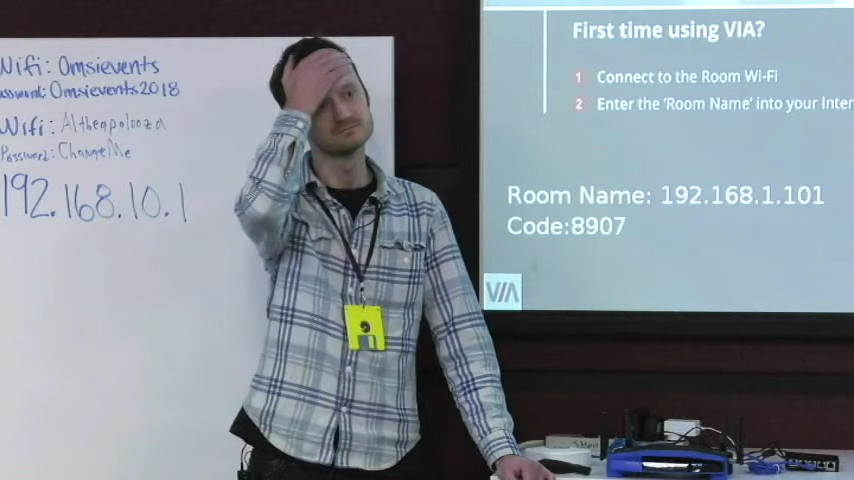 Wifi: Omsievents
Password: Omsievents2018
Wifi: Altheapalooza
Password: ChangeMe
192.168.10.1
First time using VIA?
1 Connect to the Room Wi-Fi
2 Enter the 'Room Name' into your Inter
Room Name: 192.168.1.101
Code:8907
VIA